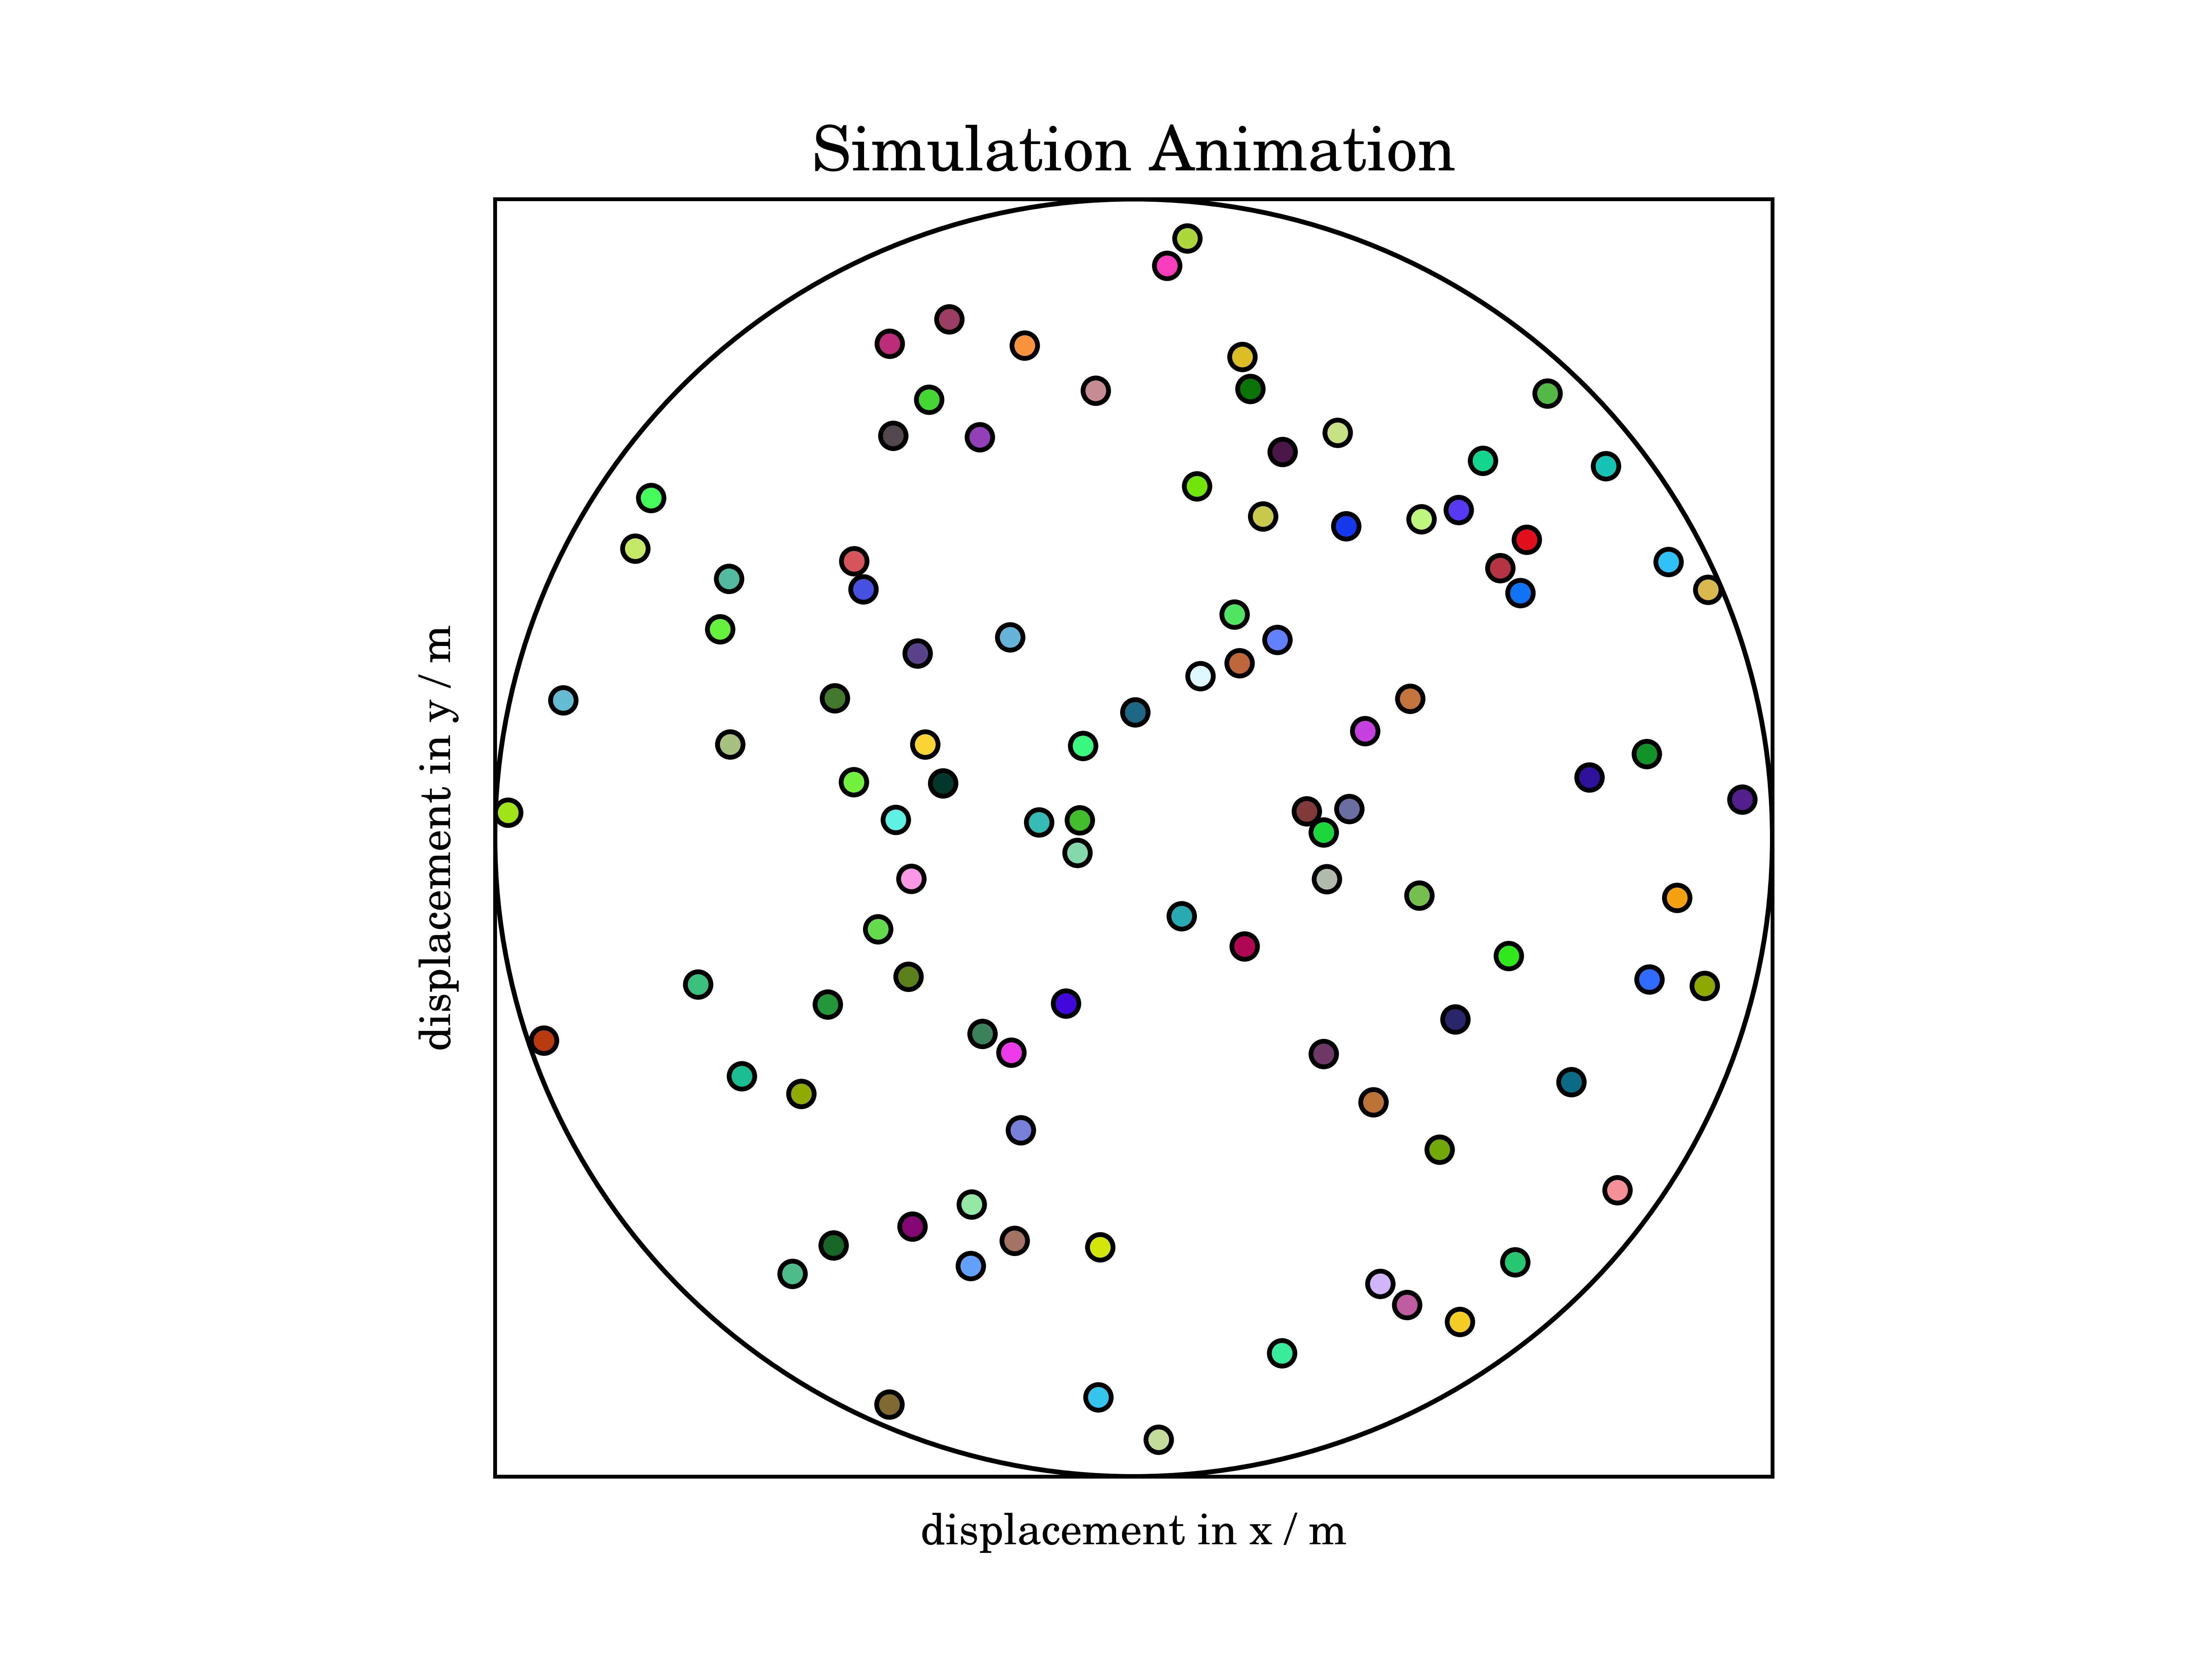 Simulation Animation
displacement in y / m
displacement in x / m